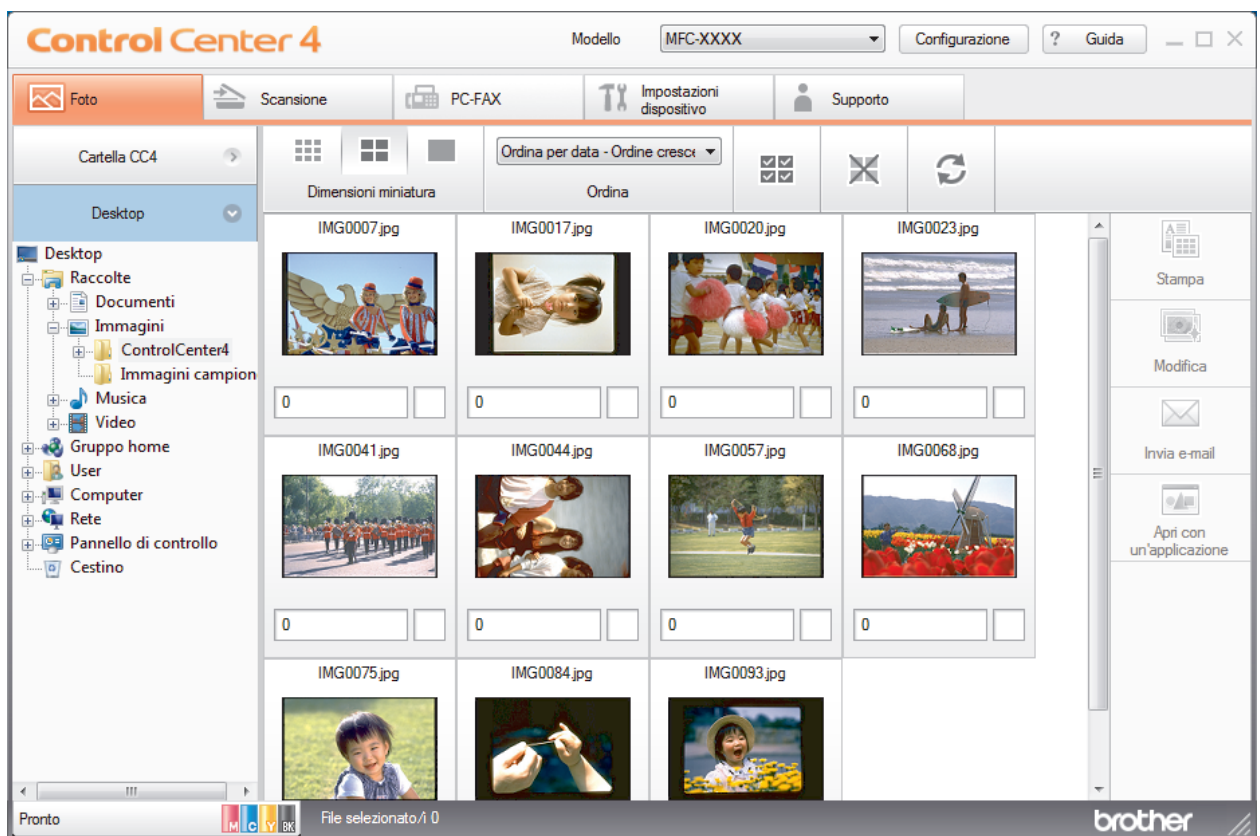 Control Center 4
Modello
MFC-XXXX
Configurazione
? Guida
Foto
Scansione
PC-FAX
Impostazioni
dispositivo
Supporto
Cartella CC4
Desktop
Dimensioni miniatura
Ordina per data - Ordine cresce
Ordina
Desktop
Raccolte
Documenti
Immagini
ControlCenter4
Immagini campion
Musica
Video
Gruppo home
User
Computer
Rete
Pannello di controllo
Cestino
IMG0007.jpg
IMG0017.jpg
IMG0020.jpg
IMG0023.jpg
0
0
0
0
IMG0041.jpg
IMG0044.jpg
IMG0057.jpg
IMG0068.jpg
0
0
0
0
IMG0075.jpg
IMG0084.jpg
IMG0093.jpg
Stampa
Modifica
Invia e-mail
Apri con
un'applicazione
Pronto
M C Y BK
File selezionato/i 0
brother